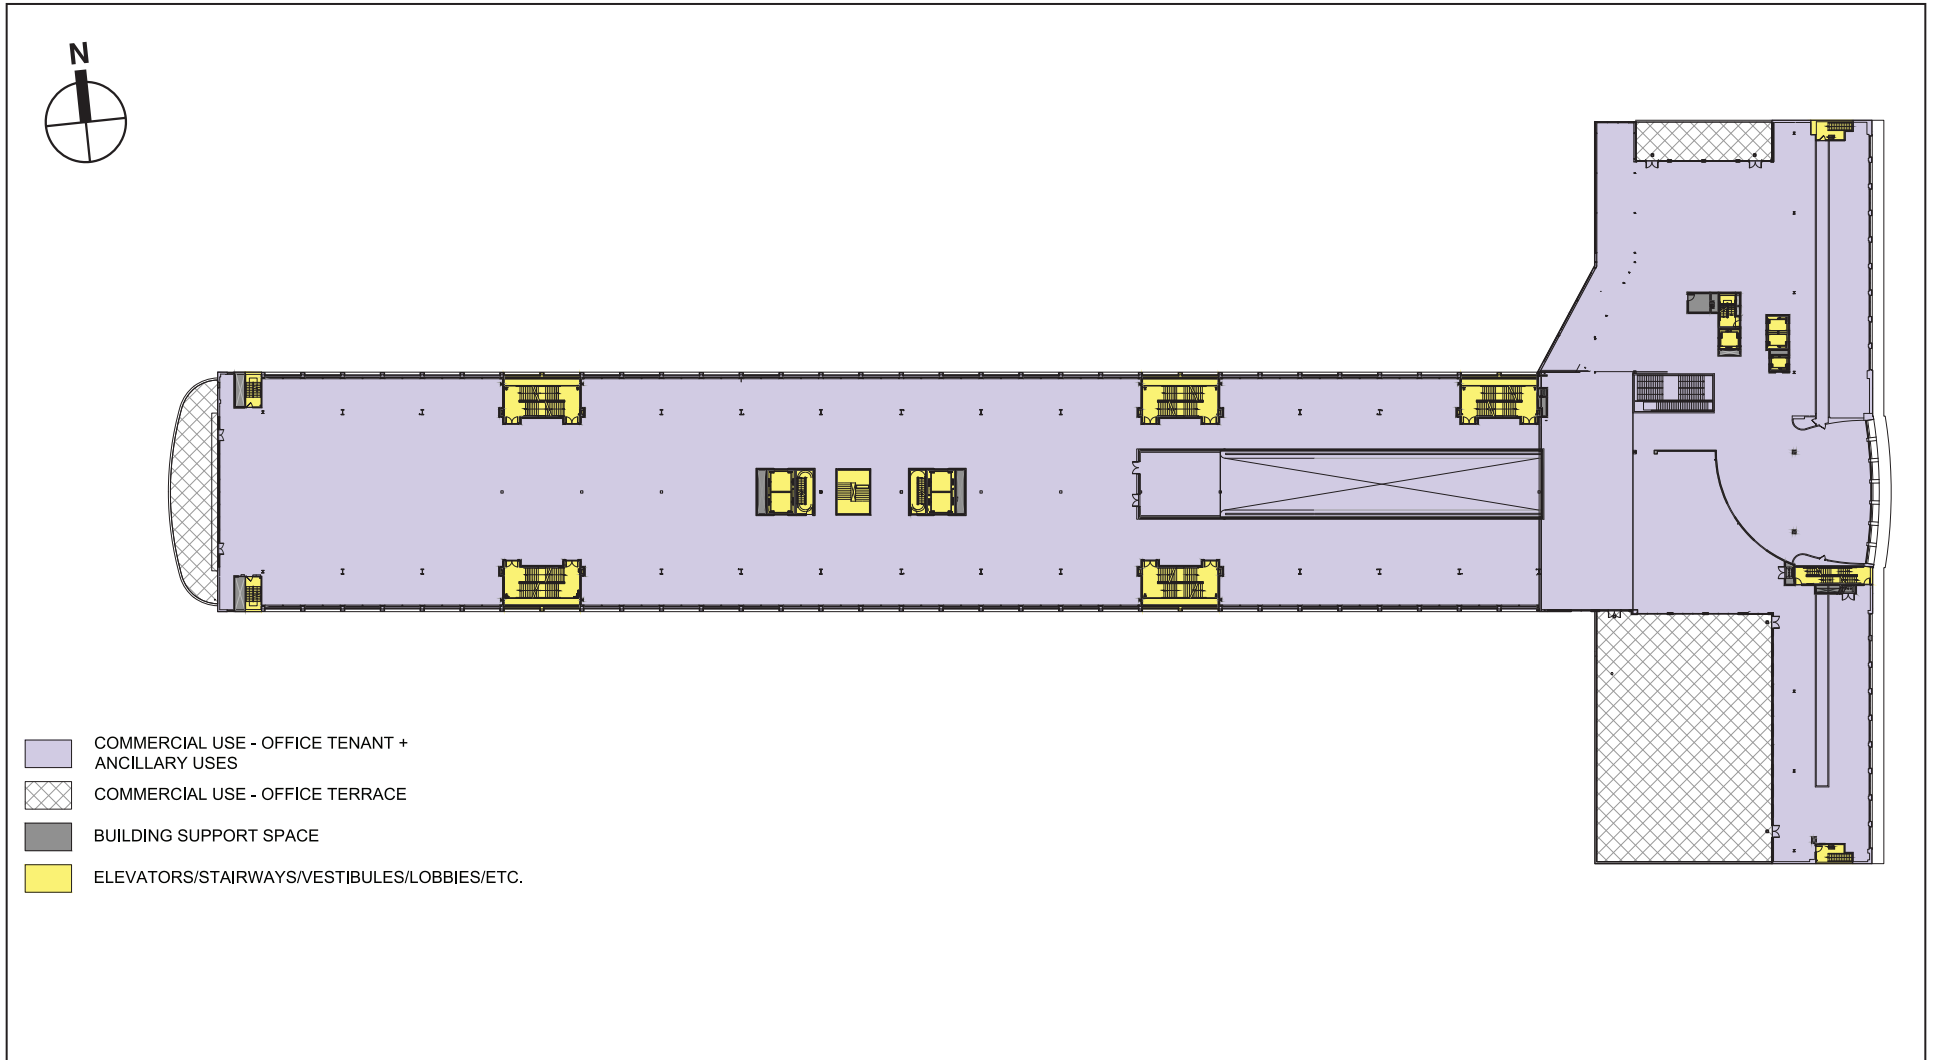 N
COMMERCIAL USE - OFFICE TENANT +
ANCILLARY USES
COMMERCIAL USE - OFFICE TERRACE
BUILDING SUPPORT SPACE
ELEVATORS/STAIRWAYS/VESTIBULES/LOBBIES/ETC.